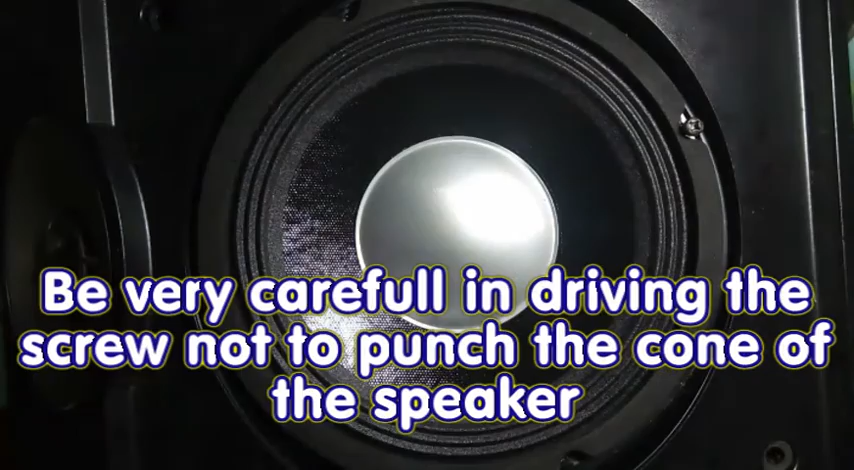 Be very carefull in driving the
screw not to punch the cone of
the speaker